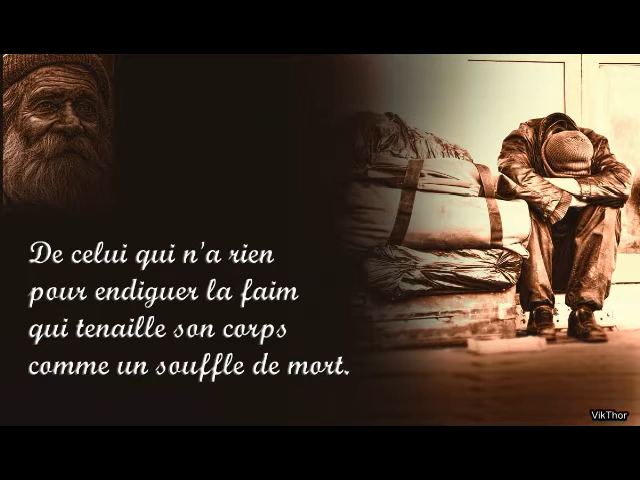 De celui qui n'a rien
pour endiguer la faim
qui tenaille son corps
comme un souffle de mort.
VikThor